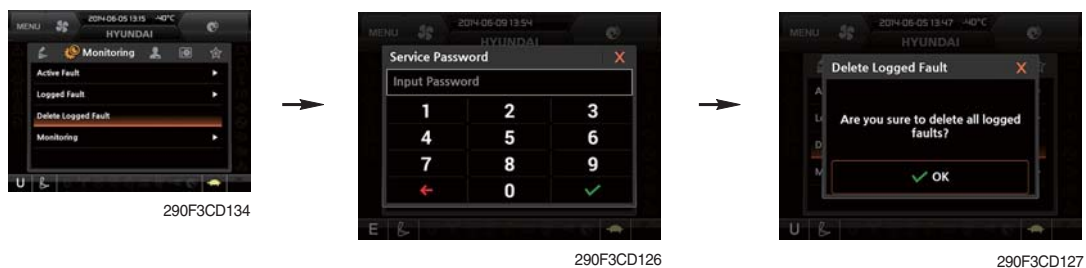 MENU 2014-06-05 13:15 -40°C
HYUNDAI
Monitoring
Active Fault
Logged Fault
Delete Logged Fault
Monitoring
U
290F3CD134
MENU 2014-06-09 13:54
HYUNDAI
Service Password X
Input Password
1 2 3
4 5 6
7 8 9
0
E
290F3CD126
MENU 2014-06-05 13:47 -40°C
HYUNDAI
Delete Logged Fault X
A
L
D
M
Are you sure to delete all logged
faults?
OK
U
290F3CD127